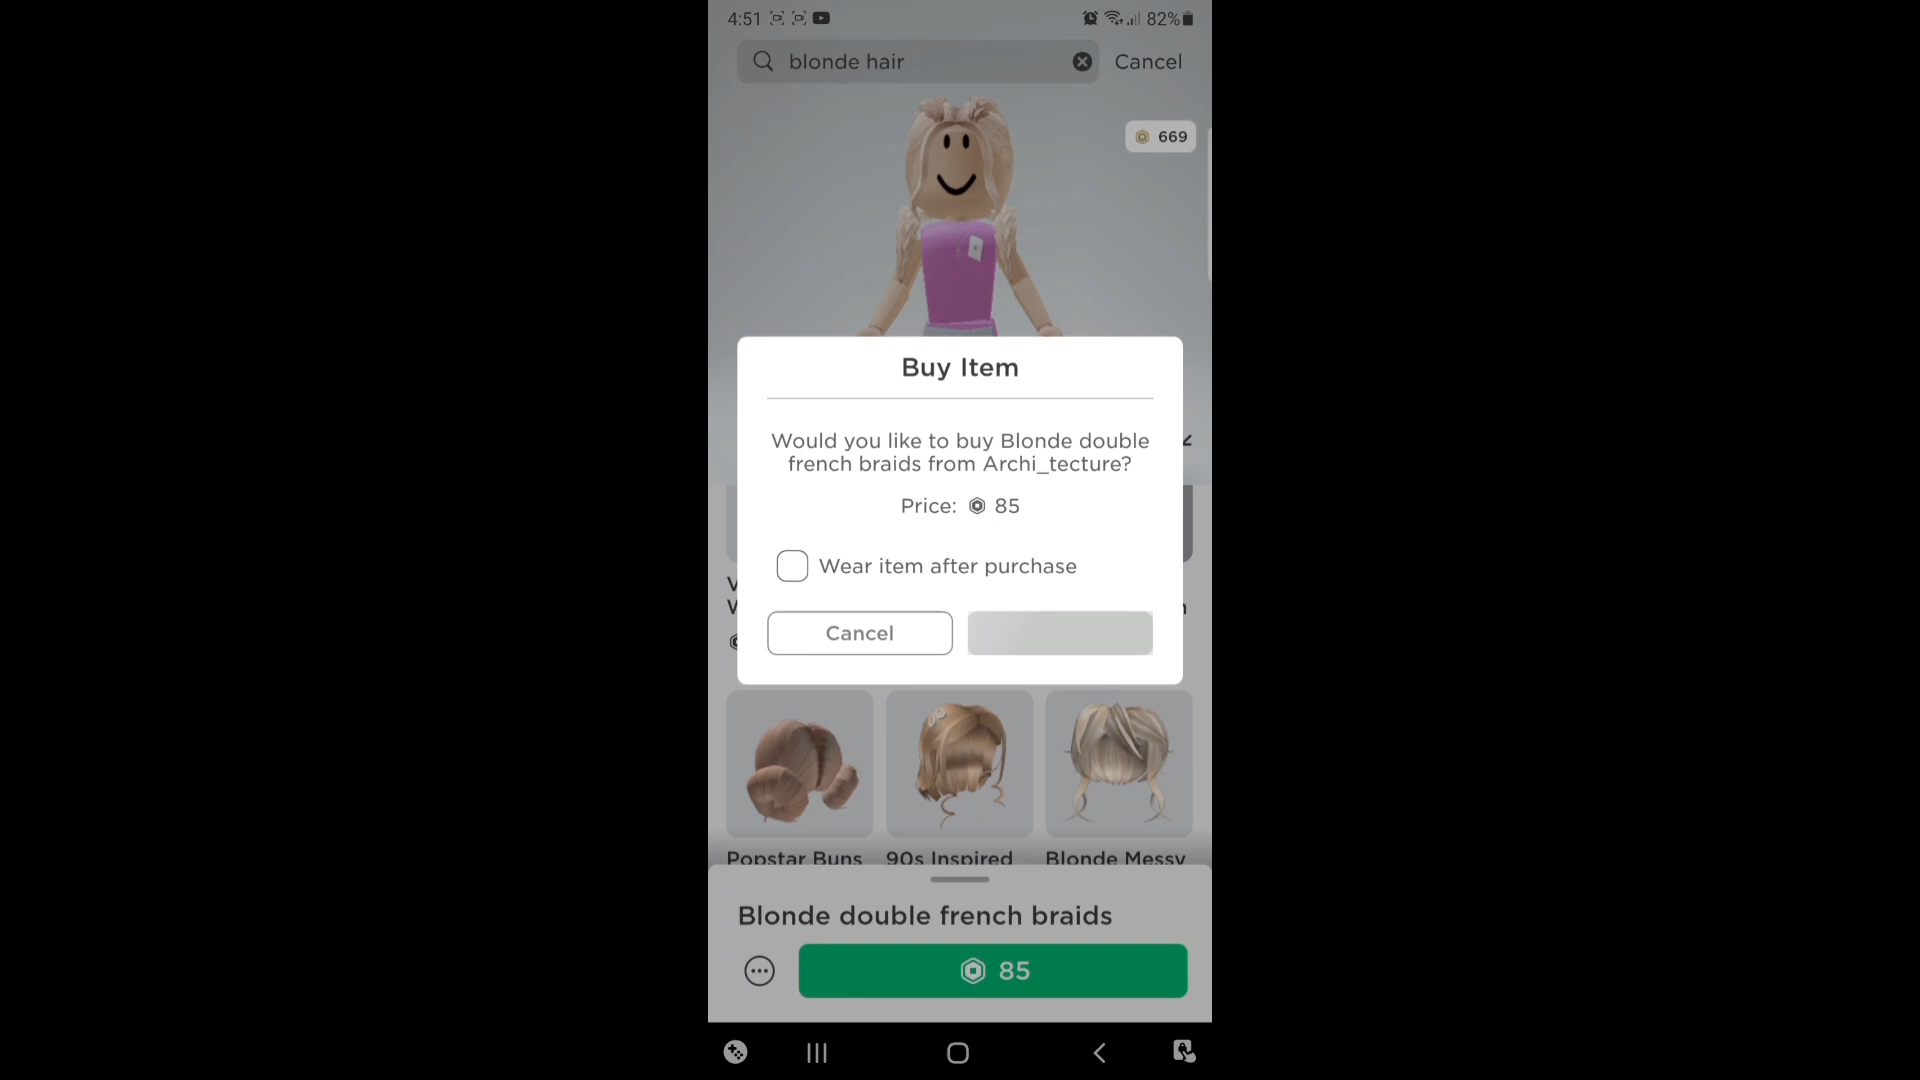 4:51
82%
blonde hair
Cancel
669
Buy Item
Would you like to buy Blonde double
french braids from Archi_tecture?
Price: 85
Wear item after purchase
Cancel
Popstar Buns
90s Inspired
Blonde Messy
Blonde double french braids
85